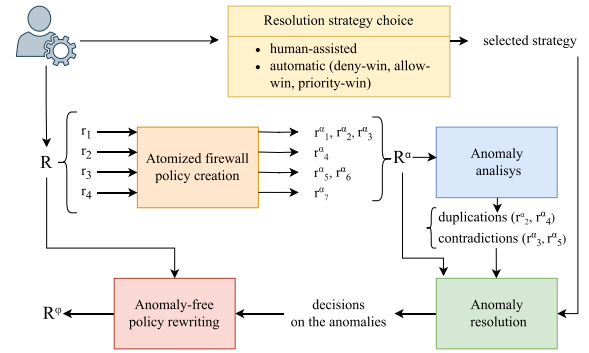 Resolution strategy choice
• human-assisted
• automatic (deny-win, allow-
win, priority-win)
selected strategy
R
r1
r2
r3
r4
Atomized firewall
policy creation
rα1, rα2, rα3
rα4
rα5, rα6
rα7
Rα
Anomaly
analisys
duplications (rα2, rα4)
contradictions (rα3, rα5)
Anomaly
resolution
decisions
on the anomalies
Anomaly-free
policy rewriting
Rφ